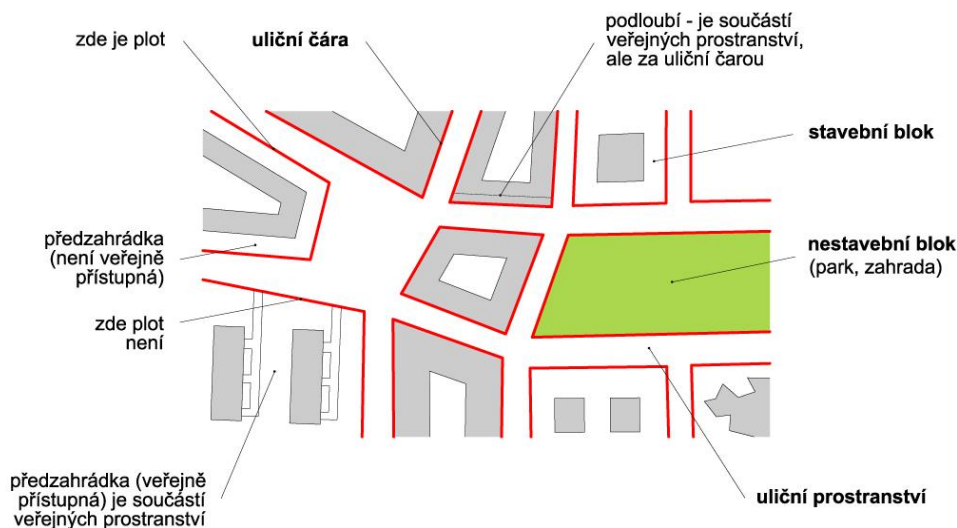 zde je plot
uliční čára
podloubí - je součástí
veřejných prostranství,
ale za uliční čarou
stavební blok
předzahrádka
(není veřejně
přístupná)
nestavební blok
(park, zahrada)
zde plot
není
předzahrádka (veřejně
přístupná) je součástí
veřejných prostranství
uliční prostranství